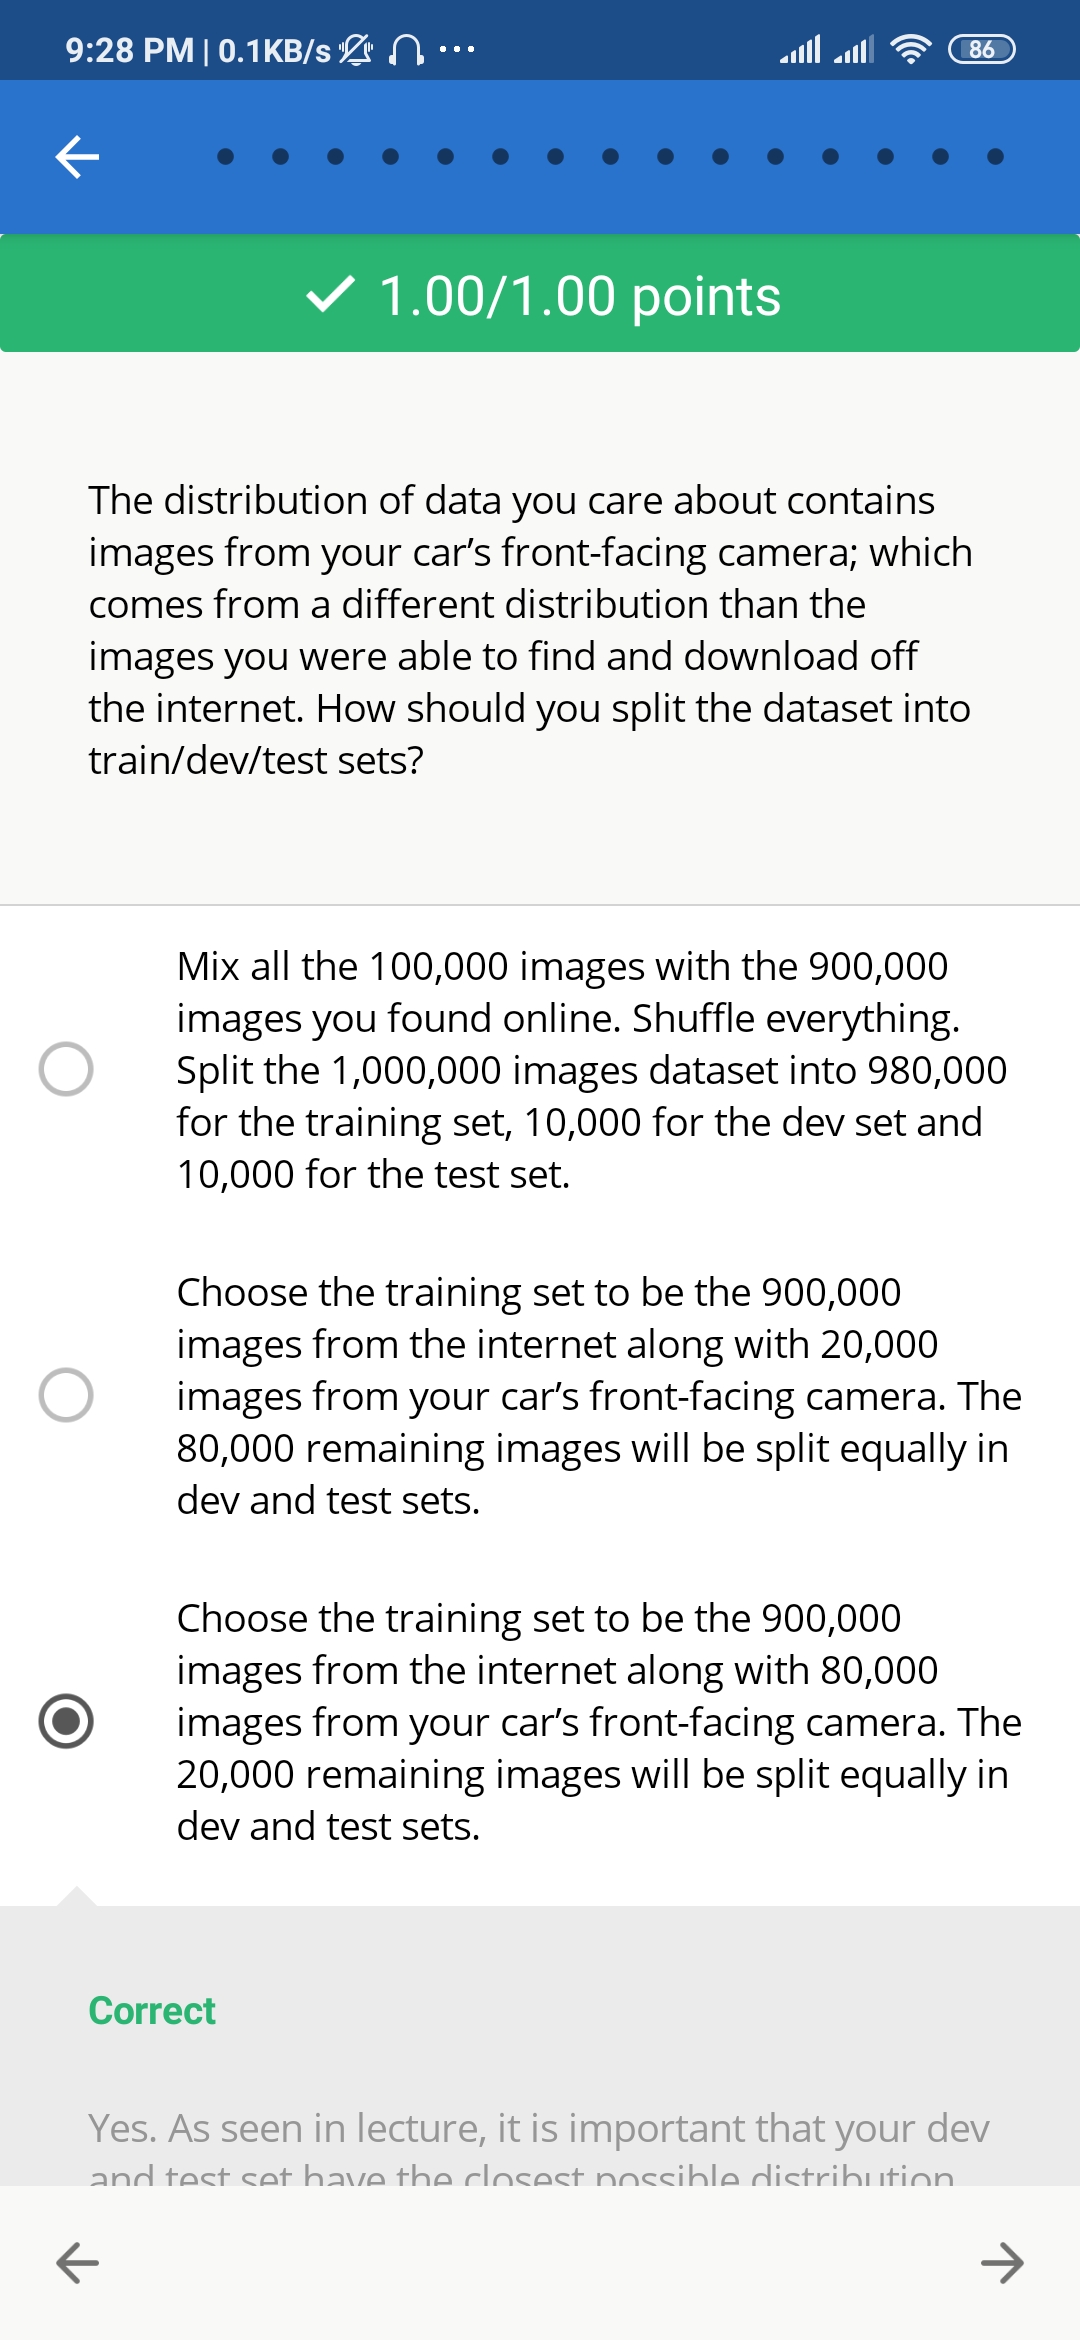 9:28 PM | 0.1KB/s ... 86
1.00/1.00 points
The distribution of data you care about contains
images from your car’s front-facing camera; which
comes from a different distribution than the
images you were able to find and download off
the internet. How should you split the dataset into
train/dev/test sets?
Mix all the 100,000 images with the 900,000
images you found online. Shuffle everything.
Split the 1,000,000 images dataset into 980,000
for the training set, 10,000 for the dev set and
10,000 for the test set.
Choose the training set to be the 900,000
images from the internet along with 20,000
images from your car’s front-facing camera. The
80,000 remaining images will be split equally in
dev and test sets.
Choose the training set to be the 900,000
images from the internet along with 80,000
images from your car’s front-facing camera. The
20,000 remaining images will be split equally in
dev and test sets.
Correct
Yes. As seen in lecture, it is important that your dev
and test set have the closest possible distribution